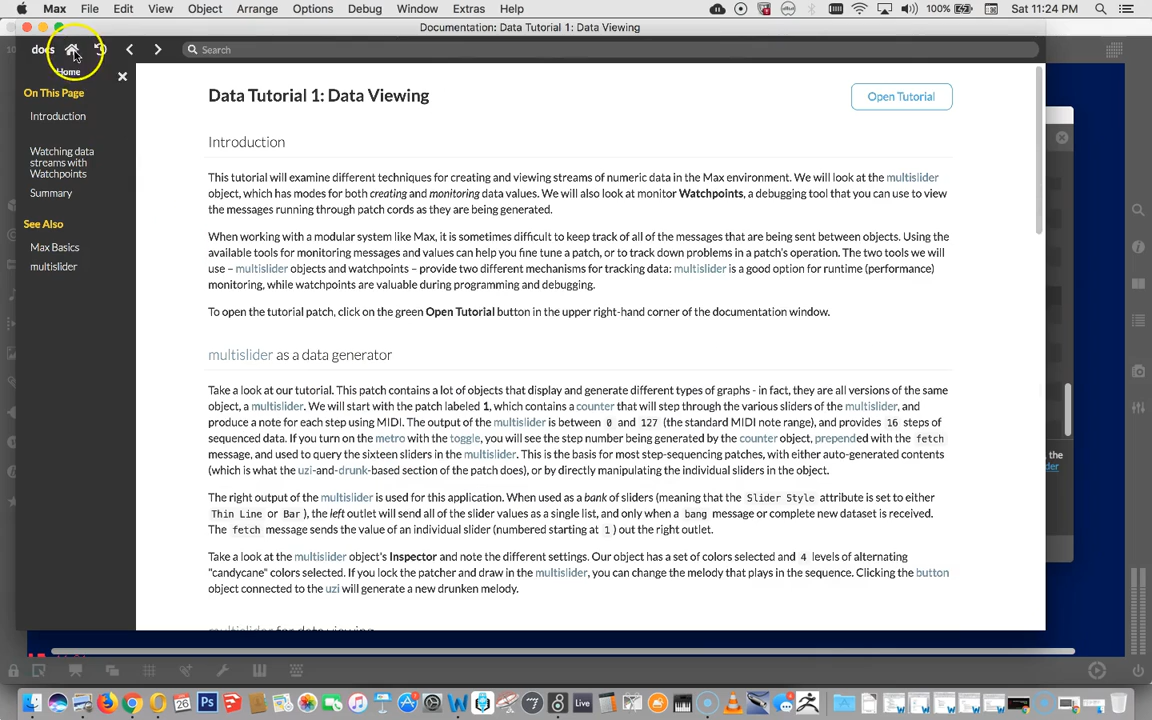 Max File Edit View Object Arrange Options Debug Window Extras Help 100% Sat 11:24 PM
Documentation: Data Tutorial 1: Data Viewing
docs Search
Home
On This Page
Introduction
Watching data
streams with
Watchpoints
Summary
See Also
Max Basics
multislider
Data Tutorial 1: Data Viewing
Open Tutorial
Introduction
This tutorial will examine different techniques for creating and viewing streams of numeric data in the Max environment. We will look at the multislider
object, which has modes for both creating and monitoring data values. We will also look at monitor Watchpoints, a debugging tool that you can use to view
the messages running through patch cords as they are being generated.
When working with a modular system like Max, it is sometimes difficult to keep track of all of the messages that are being sent between objects. Using the
available tools for monitoring messages and values can help you fine tune a patch, or to track down problems in a patch's operation. The two tools we will
use – multislider objects and watchpoints – provide two different mechanisms for tracking data: multislider is a good option for runtime (performance)
monitoring, while watchpoints are valuable during programming and debugging.
To open the tutorial patch, click on the green Open Tutorial button in the upper right-hand corner of the documentation window.
multislider as a data generator
Take a look at our tutorial. This patch contains a lot of objects that display and generate different types of graphs - in fact, they are all versions of the same
object, a multislider. We will start with the patch labeled 1, which contains a counter that will step through the various sliders of the multislider, and
produce a note for each step using MIDI. The output of the multislider is between 0 and 127 (the standard MIDI note range), and provides 16 steps of
sequenced data. If you turn on the metro with the toggle, you will see the step number being generated by the counter object, prepended with the fetch
message, and used to query the sixteen sliders in the multislider. This is the basis for most step-sequencing patches, with either auto-generated contents
(which is what the uzi-and-drunk-based section of the patch does), or by directly manipulating the individual sliders in the object.
The right output of the multislider is used for this application. When used as a bank of sliders (meaning that the Slider Style attribute is set to either
Thin Line or Bar), the left outlet will send all of the slider values as a single list, and only when a bang message or complete new dataset is received.
The fetch message sends the value of an individual slider (numbered starting at 1) out the right outlet.
Take a look at the multislider object's Inspector and note the different settings. Our object has a set of colors selected and 4 levels of alternating
"candycane" colors selected. If you lock the patcher and draw in the multislider, you can change the melody that plays in the sequence. Clicking the button
object connected to the uzi will generate a new drunken melody.
multislider for data viewing
, the
der
Live